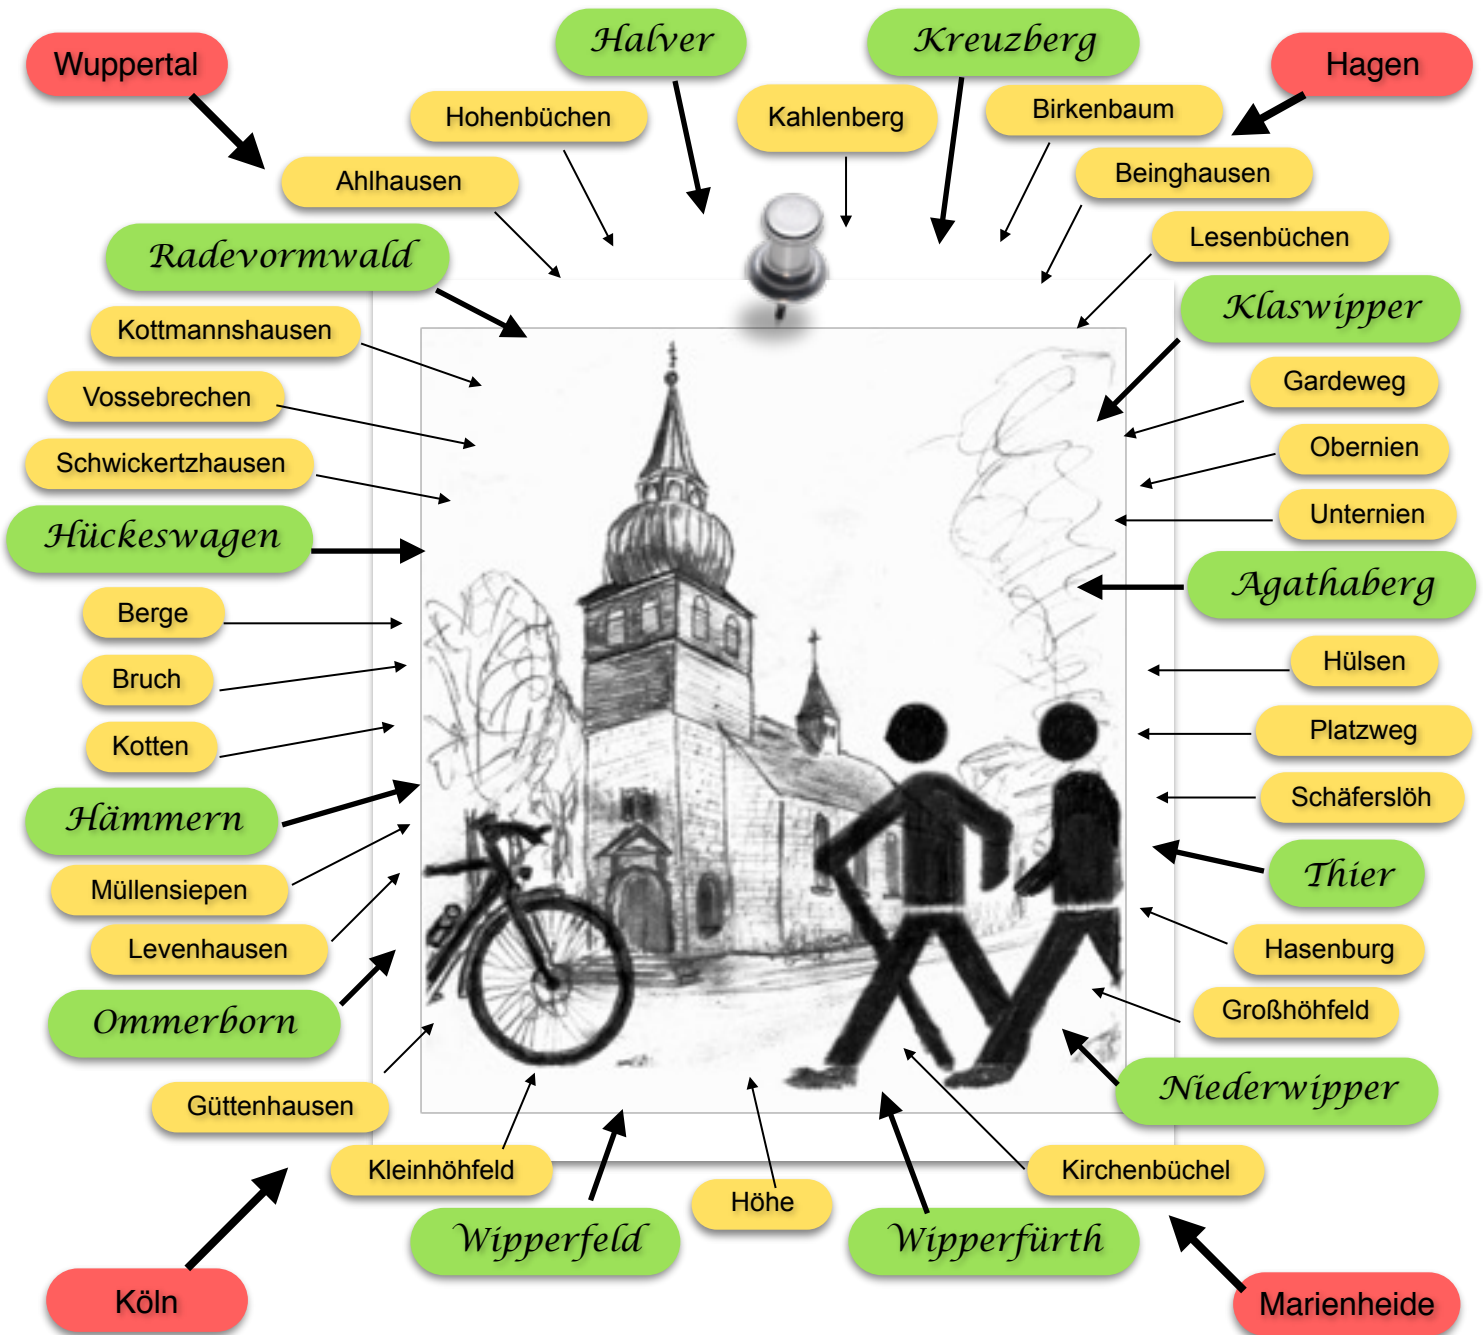 Halver
Kreuzberg
Wuppertal
Hagen
Hohenbüchen
Kahlenberg
Birkenbaum
Ahlhausen
Beinghausen
Radevormwald
Lesenbüchen
Klaswipper
Kottmannshausen
Gardeweg
Vossebrechen
Obernien
Schwickertzhausen
Unternien
Hückeswagen
Agathaberg
Berge
Hülsen
Bruch
Platzweg
Kotten
Schäferslöh
Hämmern
Thier
Müllensiepen
Levenhausen
Hasenburg
Ommerborn
Großhöhfeld
Niederwipper
Güttenhausen
Kleinhöhfeld
Kirchenbüchel
Höhe
Wipperfeld
Wipperfürth
Köln
Marienheide